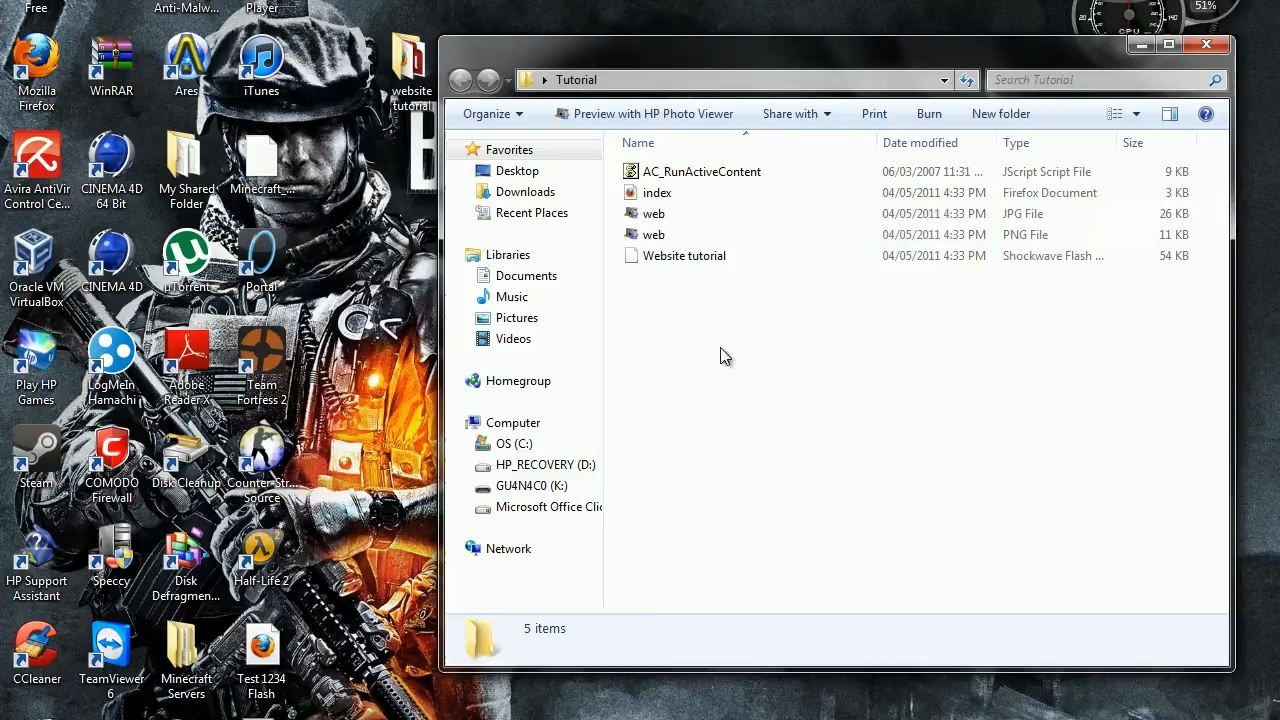 Free
Anti-Malw...
Player
Mozilla Firefox
WinRAR
Ares
iTunes
website tutorial
Avira AntiVir Control Ce...
CINEMA 4D 64 Bit
My Shared Folder
Minecraft_...
Oracle VM VirtualBox
CINEMA 4D
µTorrent
Portal
Play HP Games
LogMeIn Hamachi
Adobe Reader X
Team Fortress 2
Steam
COMODO Firewall
Disk Cleanup
Counter-Str... Source
HP Support Assistant
Speccy
Disk Defragmen...
Half-Life 2
CCleaner
TeamViewer 6
Minecraft Servers
Test 1234 Flash
51%
CPU
Tutorial
Search Tutorial
Organize
Preview with HP Photo Viewer
Share with
Print
Burn
New folder
Name Date modified Type Size
AC_RunActiveContent 06/03/2007 11:31 ... JScript Script File 9 KB
index 04/05/2011 4:33 PM Firefox Document 3 KB
web 04/05/2011 4:33 PM JPG File 26 KB
web 04/05/2011 4:33 PM PNG File 11 KB
Website tutorial 04/05/2011 4:33 PM Shockwave Flash ... 54 KB
Favorites
Desktop
Downloads
Recent Places
Libraries
Documents
Music
Pictures
Videos
Homegroup
Computer
OS (C:)
HP_RECOVERY (D:)
GU4N4C0 (K:)
Microsoft Office Clic
Network
5 items